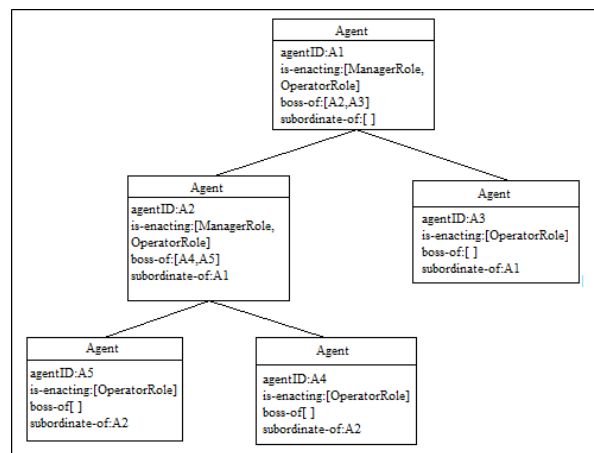 Agent
agentID:A1
is-enacting:[ManagerRole,
OperatorRole]
boss-of:[A2,A3]
subordinate-of:[ ]
Agent
agentID:A2
is-enacting:[ManagerRole,
OperatorRole]
boss-of:[A4,A5]
subordinate-of:A1
Agent
agentID:A3
is-enacting:[OperatorRole]
boss-of:[ ]
subordinate-of:A1
Agent
agentID:A5
is-enacting:[OperatorRole]
boss-of[ ]
subordinate-of:A2
Agent
agentID:A4
is-enacting:[OperatorRole]
boss-of[ ]
subordinate-of:A2